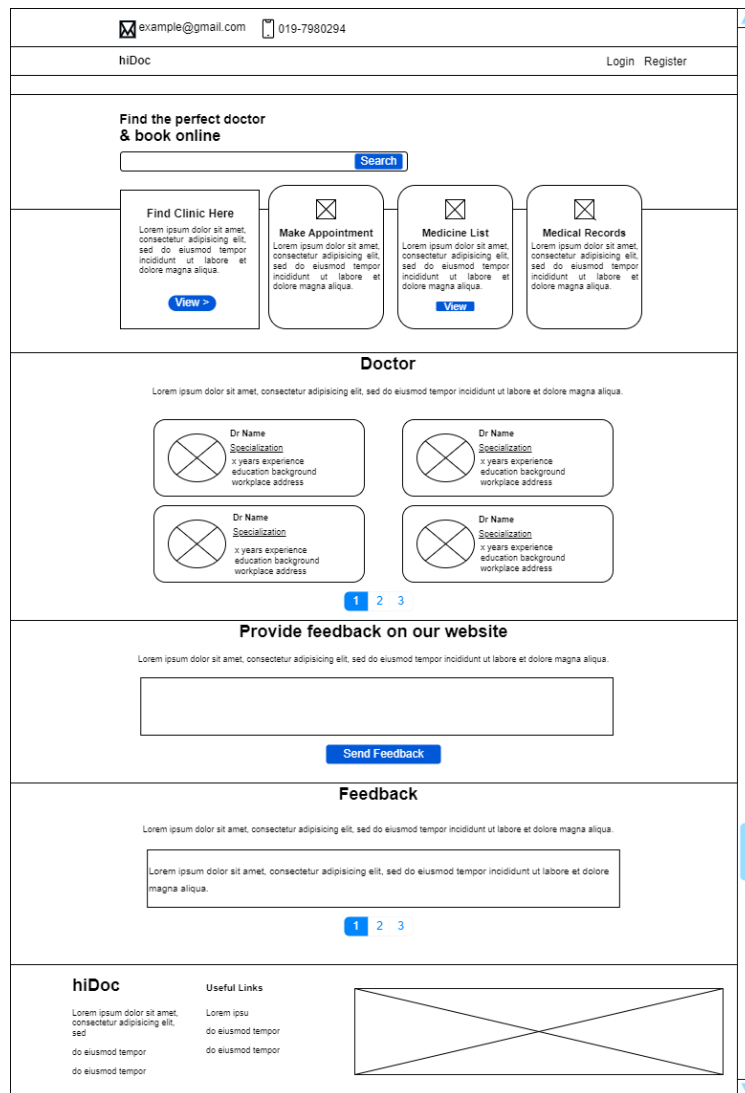 example@gmail.com 019-7980294
hiDoc Login Register
Find the perfect doctor
& book online
Search
Find Clinic Here
Lorem ipsum dolor sit amet,
consectetur adipisicing elit,
sed do eiusmod tempor
incididunt ut labore et
dolore magna aliqua.
View >
Make Appointment
Lorem ipsum dolor sit amet,
consectetur adipisicing elit,
sed do eiusmod tempor
incididunt ut labore et
dolore magna aliqua.
Medicine List
Lorem ipsum dolor sit amet,
consectetur adipisicing elit,
sed do eiusmod tempor
incididunt ut labore et
dolore magna aliqua.
View
Medical Records
Lorem ipsum dolor sit amet,
consectetur adipisicing elit,
sed do eiusmod tempor
incididunt ut labore et
dolore magna aliqua.
Doctor
Lorem ipsum dolor sit amet, consectetur adipisicing elit, sed do eiusmod tempor incididunt ut labore et dolore magna aliqua.
Dr Name
Specialization
x years experience
education background
workplace address
Dr Name
Specialization
x years experience
education background
workplace address
Dr Name
Specialization
x years experience
education background
workplace address
Dr Name
Specialization
x years experience
education background
workplace address
1 2 3
Provide feedback on our website
Lorem ipsum dolor sit amet, consectetur adipisicing elit, sed do eiusmod tempor incididunt ut labore et dolore magna aliqua.
Send Feedback
Feedback
Lorem ipsum dolor sit amet, consectetur adipisicing elit, sed do eiusmod tempor incididunt ut labore et dolore magna aliqua.
Lorem ipsum dolor sit amet, consectetur adipisicing elit, sed do eiusmod tempor incididunt ut labore et dolore
magna aliqua.
1 2 3
hiDoc
Lorem ipsum dolor sit amet,
consectetur adipisicing elit,
sed
do eiusmod tempor
do eiusmod tempor
Useful Links
Lorem ipsu
do eiusmod tempor
do eiusmod tempor